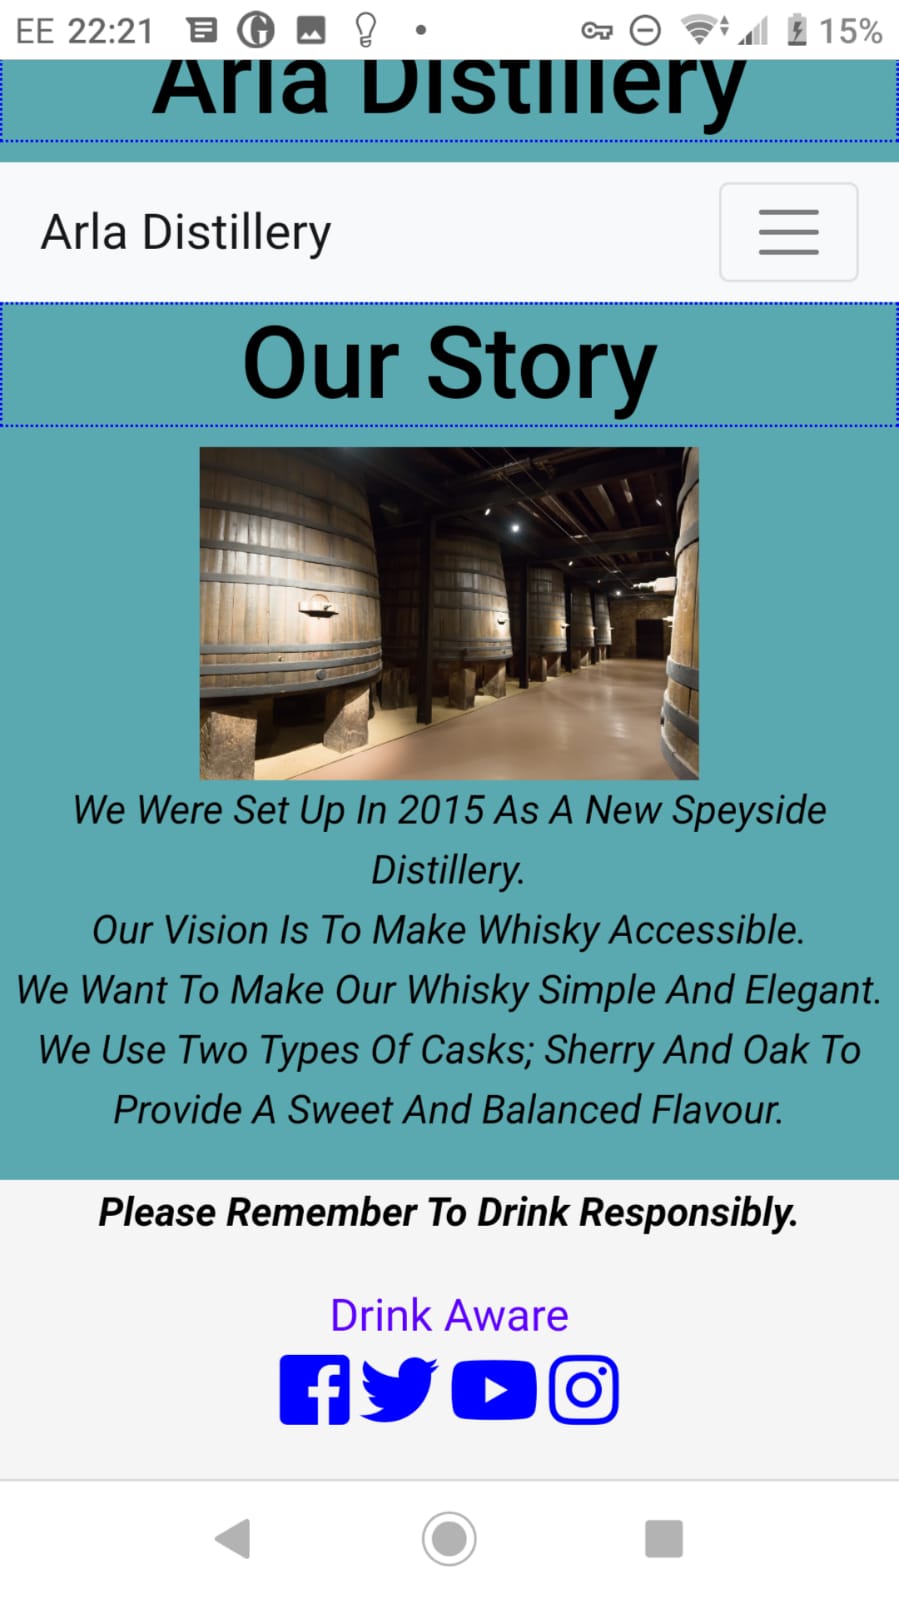 EE 22:21 15%
Arla Distillery
Arla Distillery
Our Story
We Were Set Up In 2015 As A New Speyside
Distillery.
Our Vision Is To Make Whisky Accessible.
We Want To Make Our Whisky Simple And Elegant.
We Use Two Types Of Casks; Sherry And Oak To
Provide A Sweet And Balanced Flavour.
Please Remember To Drink Responsibly.
Drink Aware